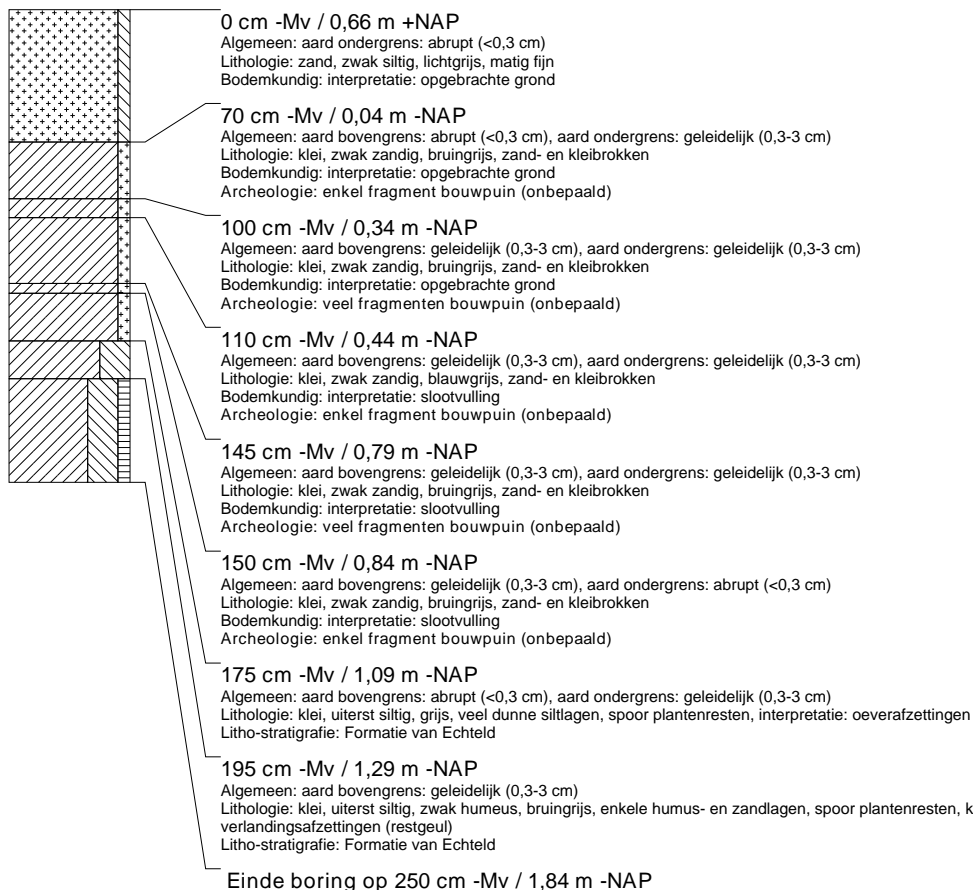 0 cm -Mv / 0,66 m +NAP
Algemeen: aard ondergrens: abrupt (<0,3 cm)
Lithologie: zand, zwak siltig, lichtgrijs, matig fijn
Bodemkundig: interpretatie: opgebrachte grond
70 cm -Mv / 0,04 m -NAP
Algemeen: aard bovengrens: abrupt (<0,3 cm), aard ondergrens: geleidelijk (0,3-3 cm)
Lithologie: klei, zwak zandig, bruingrijs, zand- en kleibrokken
Bodemkundig: interpretatie: opgebrachte grond
Archeologie: enkel fragment bouwpuin (onbepaald)
100 cm -Mv / 0,34 m -NAP
Algemeen: aard bovengrens: geleidelijk (0,3-3 cm), aard ondergrens: geleidelijk (0,3-3 cm)
Lithologie: klei, zwak zandig, bruingrijs, zand- en kleibrokken
Bodemkundig: interpretatie: opgebrachte grond
Archeologie: veel fragmenten bouwpuin (onbepaald)
110 cm -Mv / 0,44 m -NAP
Algemeen: aard bovengrens: geleidelijk (0,3-3 cm), aard ondergrens: geleidelijk (0,3-3 cm)
Lithologie: klei, zwak zandig, blauwgrijs, zand- en kleibrokken
Bodemkundig: interpretatie: slootvulling
Archeologie: enkel fragment bouwpuin (onbepaald)
145 cm -Mv / 0,79 m -NAP
Algemeen: aard bovengrens: geleidelijk (0,3-3 cm), aard ondergrens: geleidelijk (0,3-3 cm)
Lithologie: klei, zwak zandig, bruingrijs, zand- en kleibrokken
Bodemkundig: interpretatie: slootvulling
Archeologie: veel fragmenten bouwpuin (onbepaald)
150 cm -Mv / 0,84 m -NAP
Algemeen: aard bovengrens: geleidelijk (0,3-3 cm), aard ondergrens: abrupt (<0,3 cm)
Lithologie: klei, zwak zandig, bruingrijs, zand- en kleibrokken
Bodemkundig: interpretatie: slootvulling
Archeologie: enkel fragment bouwpuin (onbepaald)
175 cm -Mv / 1,09 m -NAP
Algemeen: aard bovengrens: abrupt (<0,3 cm), aard ondergrens: geleidelijk (0,3-3 cm)
Lithologie: klei, uiterst siltig, grijs, veel dunne siltlagen, spoor plantenresten, interpretatie: oeverafzettingen
Litho-stratigrafie: Formatie van Echteld
195 cm -Mv / 1,29 m -NAP
Algemeen: aard bovengrens: geleidelijk (0,3-3 cm)
Lithologie: klei, uiterst siltig, zwak humeus, bruingrijs, enkele humus- en zandlagen, spoor plantenresten, k
verlandingsafzettingen (restgeul)
Litho-stratigrafie: Formatie van Echteld
Einde boring op 250 cm -Mv / 1,84 m -NAP